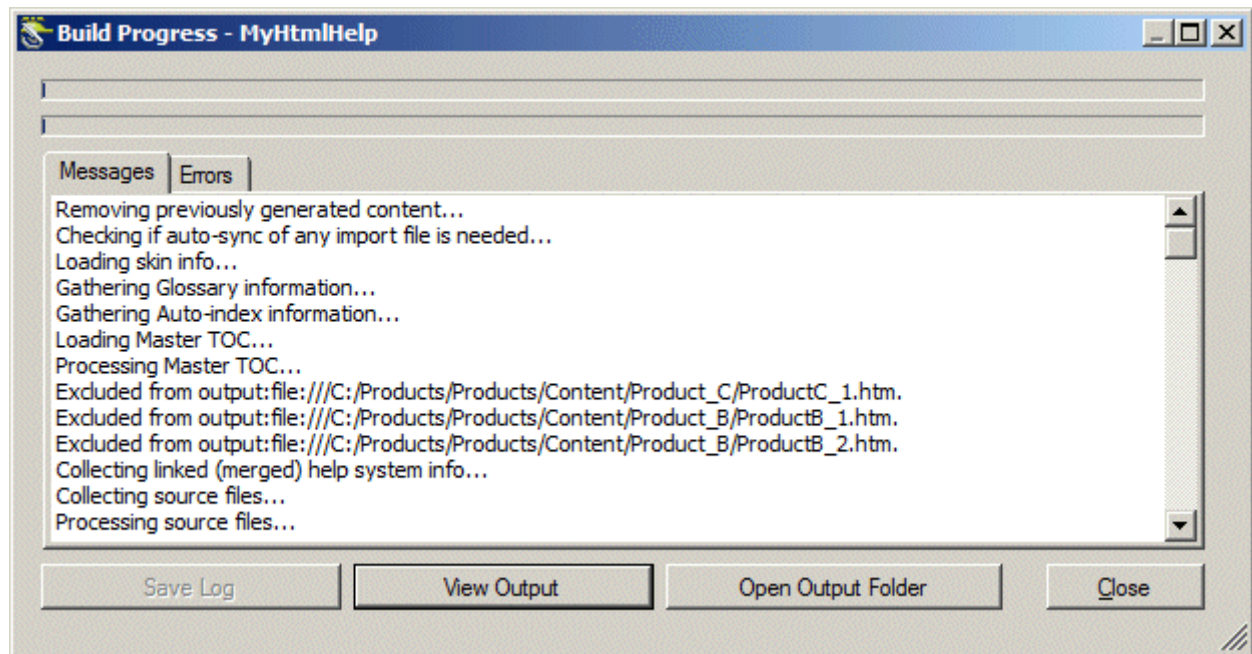 Build Progress - MyHtmlHelp
Messages Errors
Removing previously generated content...
Checking if auto-sync of any import file is needed...
Loading skin info...
Gathering Glossary information...
Gathering Auto-index information...
Loading Master TOC...
Processing Master TOC...
Excluded from output:file:///C:/Products/Products/Content/Product_C/ProductC_1.htm.
Excluded from output:file:///C:/Products/Products/Content/Product_B/ProductB_1.htm.
Excluded from output:file:///C:/Products/Products/Content/Product_B/ProductB_2.htm.
Collecting linked (merged) help system info...
Collecting source files...
Processing source files...
Save Log View Output Open Output Folder Close